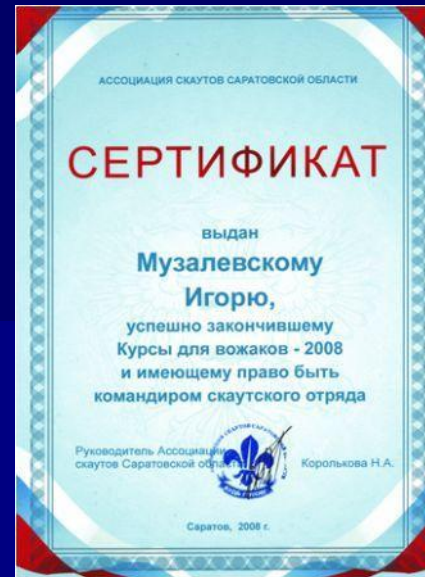 АССОЦИАЦИЯ СКАУТОВ САРАТОВСКОЙ ОБЛАСТИ
СЕРТИФИКАТ
выдан
Музалевскому
Игорю,
успешно закончившему
Курсы для вожаков - 2008
и имеющему право быть
командиром скаутского отряда
Руководитель Ассоциации
скаутов Саратовской области
Королькова Н.А.
Саратов, 2008 г.